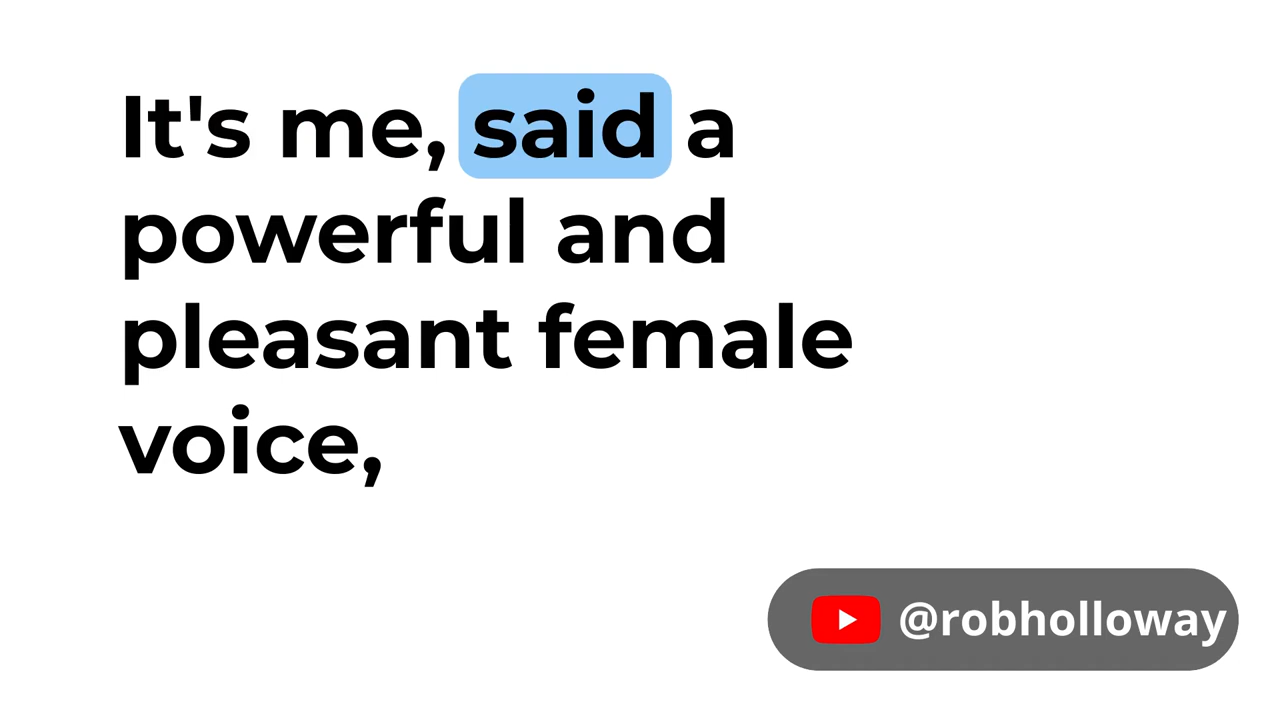 It's me, said a
powerful and
pleasant female
voice,
@robholloway